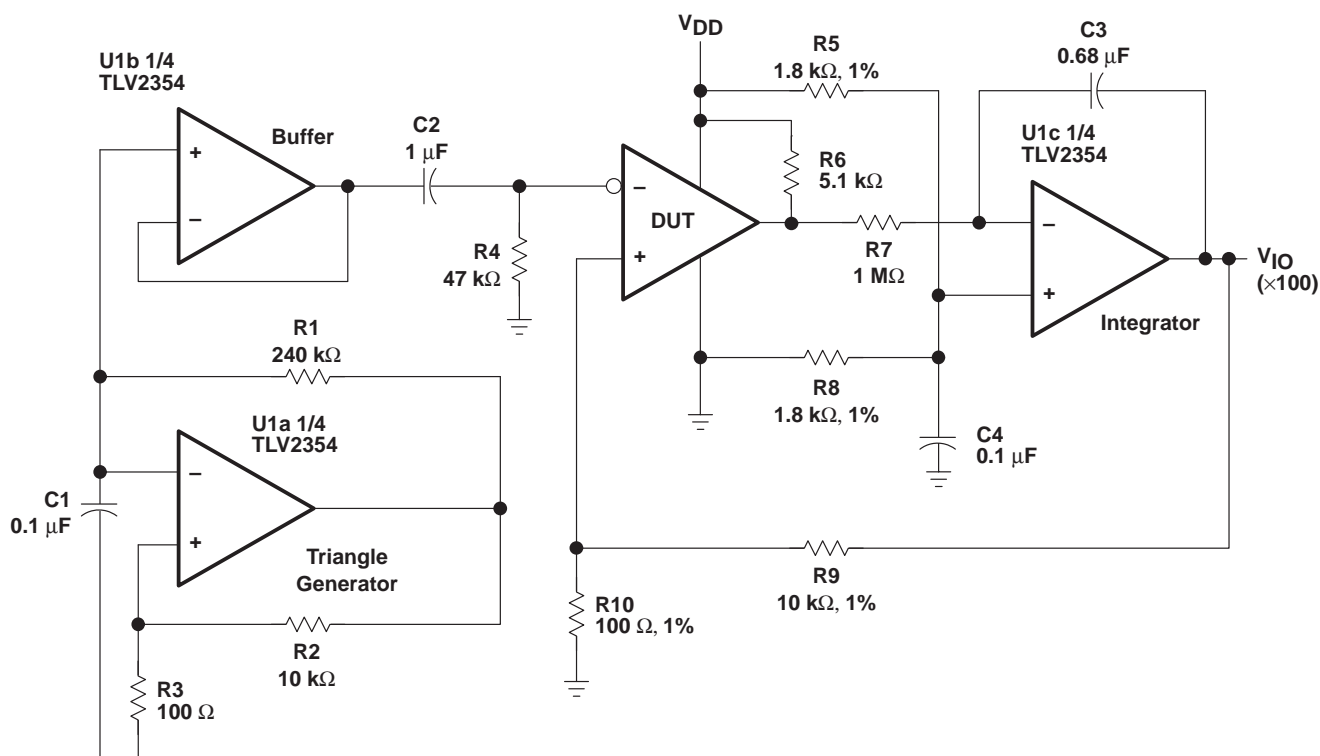 VDD
R5
1.8 kΩ, 1%
C3
0.68 μF
U1b 1/4
TLV2354
Buffer
C2
1 μF
+
−
R4
47 kΩ
−
DUT
+
R6
5.1 kΩ
R7
1 MΩ
U1c 1/4
TLV2354
−
+
Integrator
VIO
(×100)
R1
240 kΩ
R8
1.8 kΩ, 1%
C4
0.1 μF
U1a 1/4
TLV2354
C1
0.1 μF
−
+
Triangle
Generator
R2
10 kΩ
R3
100 Ω
R9
10 kΩ, 1%
R10
100 Ω, 1%